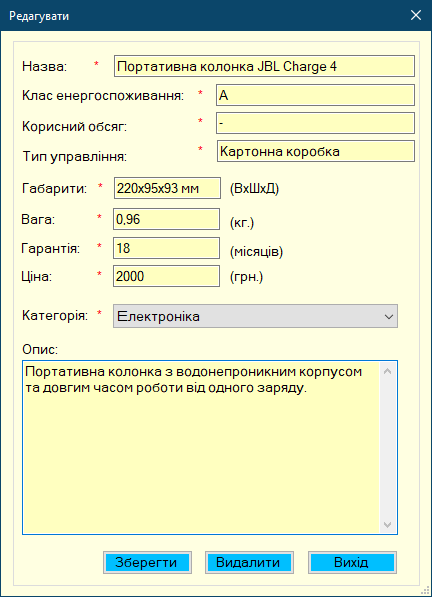 Редагувати
Назва: * Портативна колонка JBL Charge 4
Клас енергоспоживання: * A
Корисний обсяг: * -
Тип управління: * Картонна коробка
Габарити: * 220x95x93 мм (ВхШхД)
Вага: * 0,96 (кг.)
Гарантія: * 18 (місяців)
Ціна: * 2000 (грн.)
Категорія: * Електроніка
Опис:
Портативна колонка з водонепроникним корпусом
та довгим часом роботи від одного заряду.
Зберегти Видалити Вихід